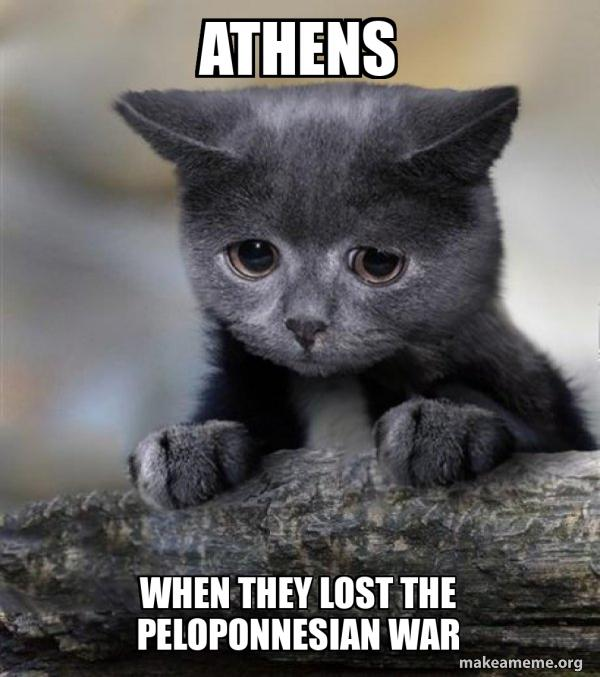 ATHENS
WHEN THEY LOST THE
PELOPONNESIAN WAR
makeameme.org